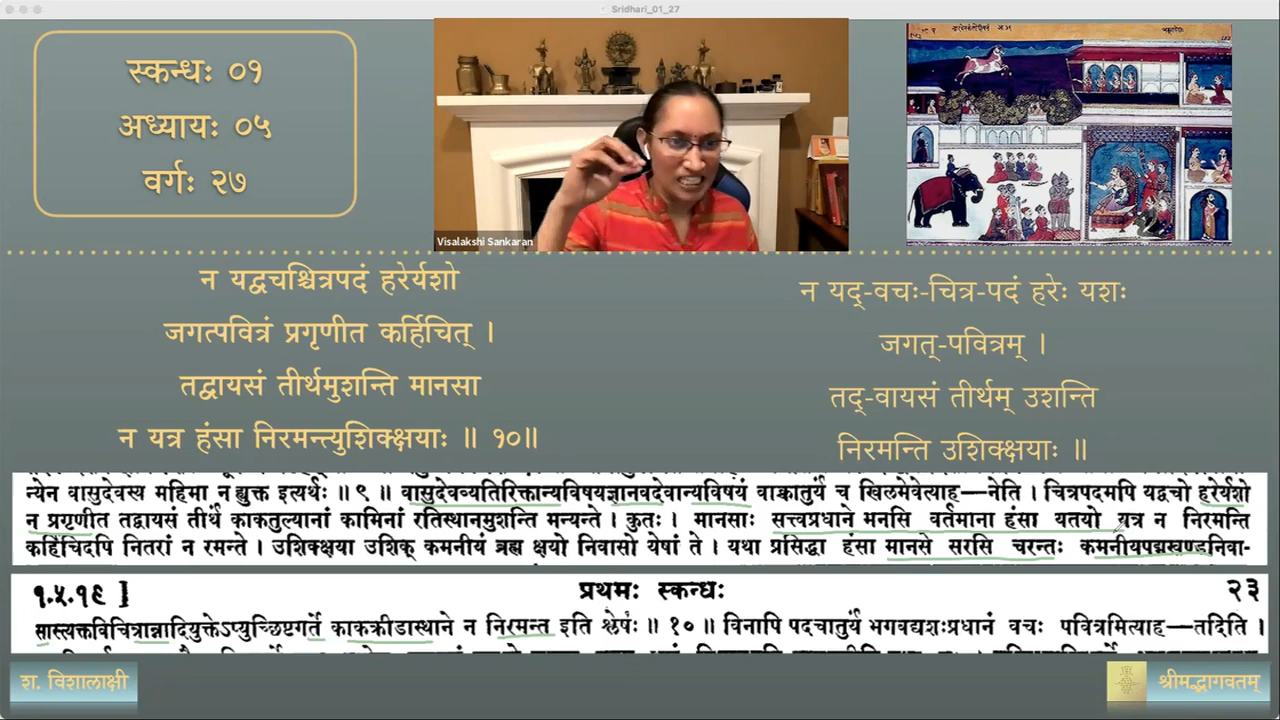 Sridhari_01_27
स्कन्धः ०१
अध्यायः ०५
वर्गः २७
Visalakshi Sankaran
न यद्वचश्चित्रपदं हरेर्यशो
जगत्पवित्रं प्रगृणीत कर्हिचित् ।
तद्वायसं तीर्थमुशन्ति मानसा
न यत्र हंसा निरमन्त्युशिक्क्षयाः ॥ १०॥
न यद्-वचः-चित्र-पदं हरेः यशः
जगत्-पवित्रम् ।
तद्-वायसं तीर्थम् उशन्ति
निरमन्ति उशिक्क्षयाः ॥
न्येन वासुदेवस्य महिमा न ह्युक्त इत्यर्थः ॥ ९ ॥ वासुदेवव्यतिरिक्तान्यविषयज्ञानवदेवान्यविषयं वाक्चातुर्यं च खिलमेवेत्याह—नेति । चित्रपदमपि यद्वचो हरेर्यशो
न प्रगृणीत तद्वायसं तीर्थं काकतुल्यानां कामिनां रतिस्थानमुशन्ति मन्यन्ते । कुतः । मानसाः सत्त्वप्रधाने मनसि वर्तमाना हंसा यतयो यत्र न निरमन्ति
कर्हिचिदपि नितरां न रमन्ते । उशिक्क्षया उशिक् कमनीयं ब्रह्म क्षयो निवासो येषां ते । यथा प्रसिद्धा हंसा मानसे सरसि चरन्तः कमनीयपद्मखण्डनिवा-
१.५.१९ ] प्रथमः स्कन्धः २३
सास्त्यक्तविचित्रान्नादियुक्तेऽप्युच्छिष्टगर्ते काकक्रीडास्थाने न निरमन्त इति श्लेषः ॥ १० ॥ विनापि पदचातुर्यं भगवद्यशःप्रधानं वचः पवित्रमित्याह—तदिति ।
श. विशालाक्षी
श्रीमद्भागवतम्